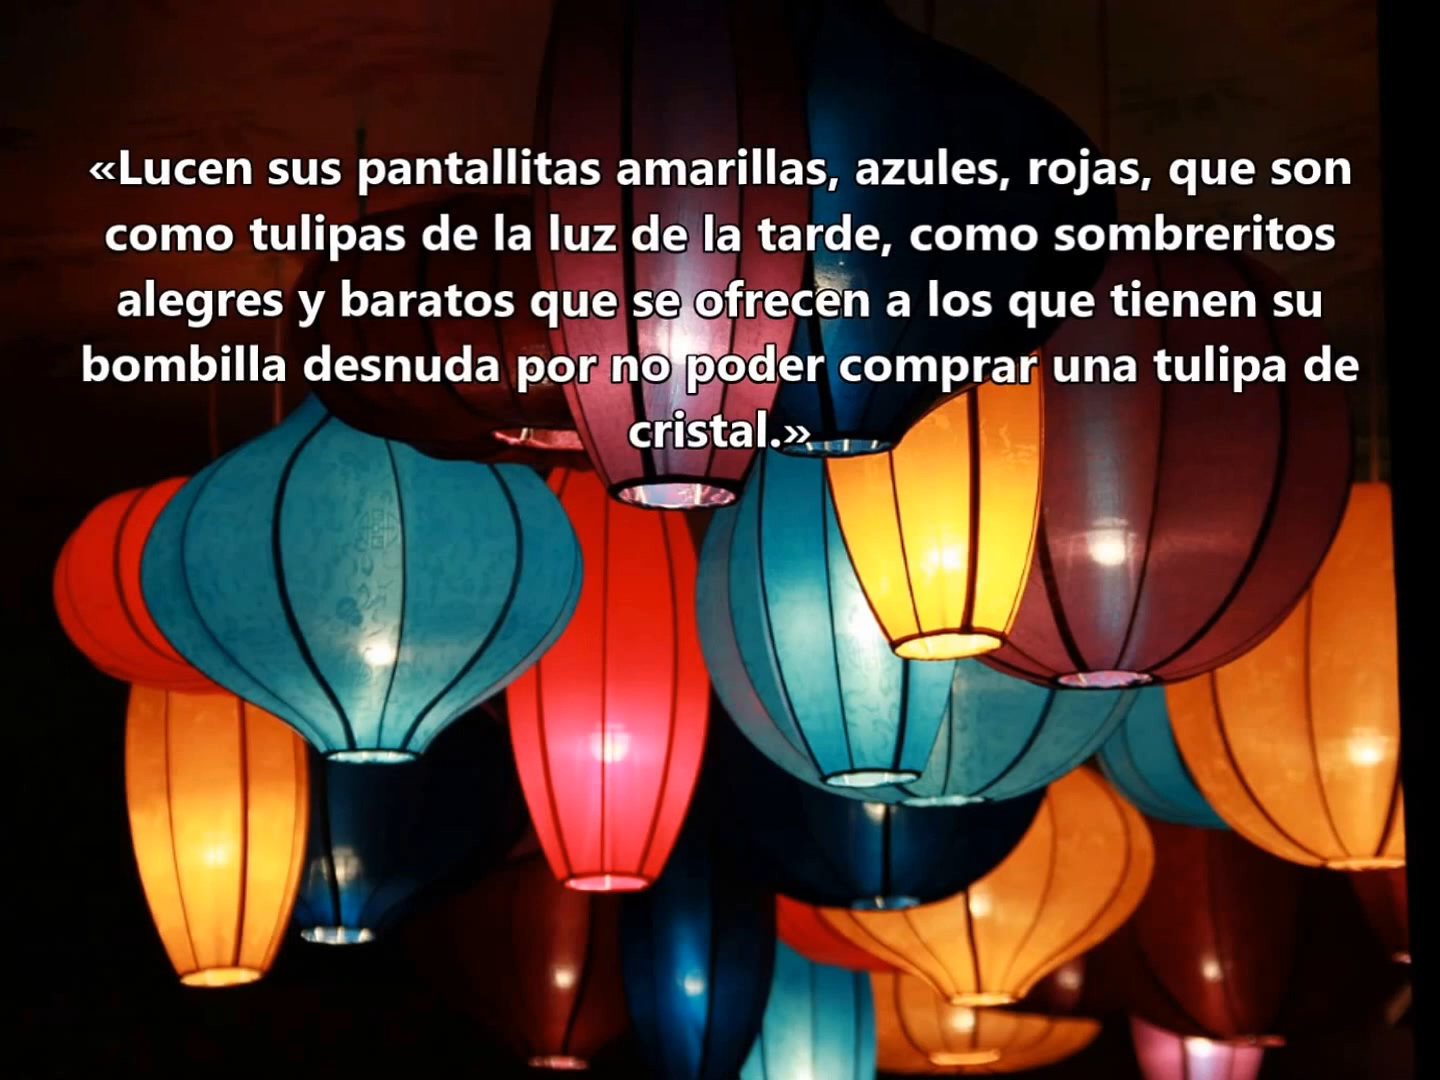 «Lucen sus pantallitas amarillas, azules, rojas, que son
como tulipas de la luz de la tarde, como sombreritos
alegres y baratos que se ofrecen a los que tienen su
bombilla desnuda por no poder comprar una tulipa de
cristal.»